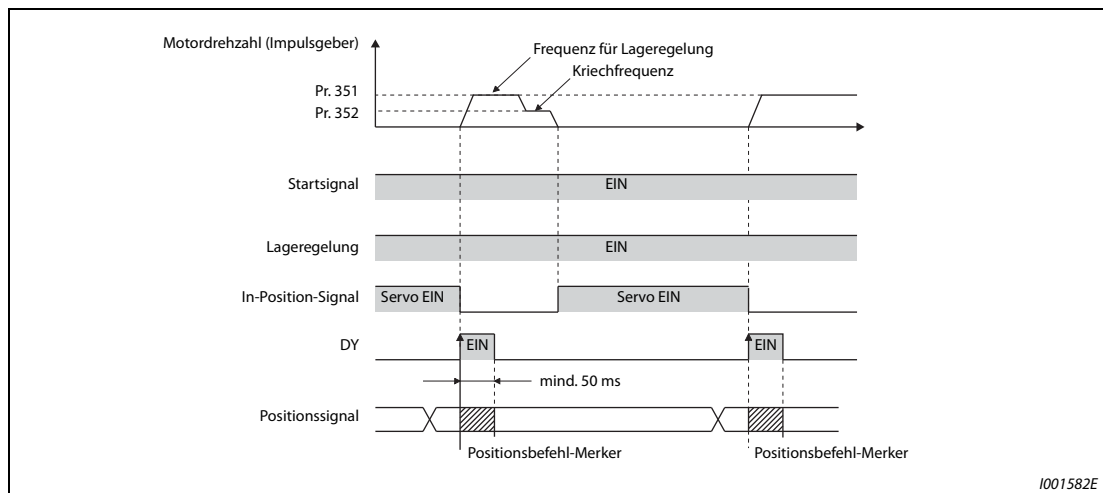 Motordrehzahl (Impulsgeber)
Frequenz für Lageregelung
Kriechfrequenz
Pr. 351
Pr. 352
Startsignal
EIN
Lageregelung
EIN
In-Position-Signal
Servo EIN
Servo EIN
DY
EIN
EIN
mind. 50 ms
Positionssignal
Positionsbefehl-Merker
Positionsbefehl-Merker
I001582E